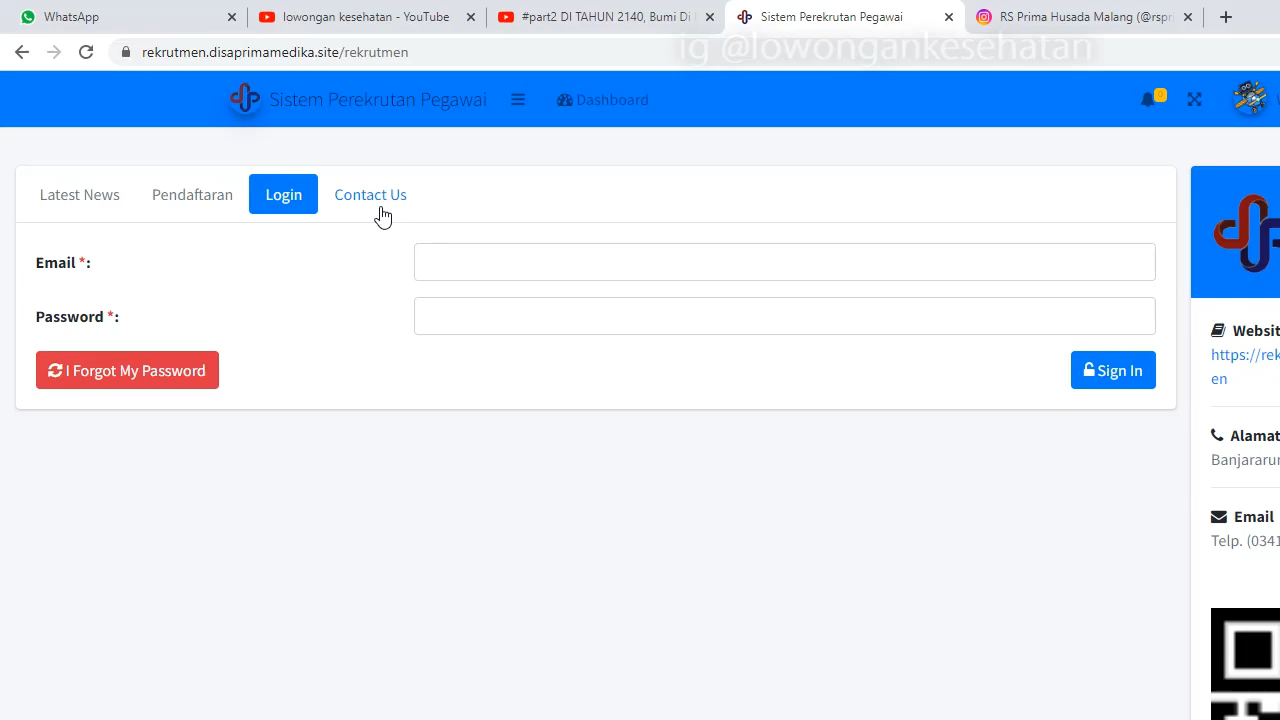 WhatsApp
lowongan kesehatan - YouTube
#part2 DI TAHUN 2140, Bumi Di
Sistem Perekrutan Pegawai
RS Prima Husada Malang (@rspr
rekrutmen.disaprimamedika.site/rekrutmen
ig @lowongankesehatan
Sistem Perekrutan Pegawai
Dashboard
0
Latest News
Pendaftaran
Login
Contact Us
Email *:
Password *:
I Forgot My Password
Sign In
Websit
https://rek
en
Alamat
Banjararum
Email
Telp. (0341